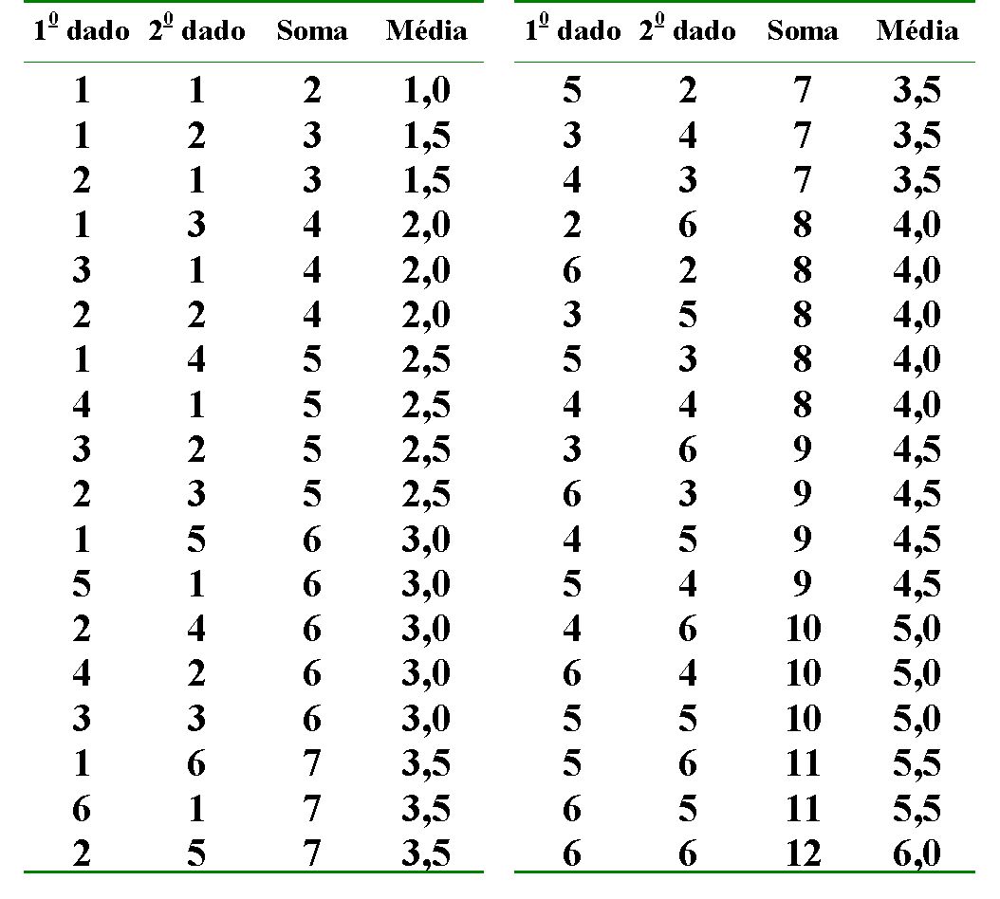 1º dado 2º dado Soma Média 1º dado 2º dado Soma Média
1 1 2 1,0 5 2 7 3,5
1 2 3 1,5 3 4 7 3,5
2 1 3 1,5 4 3 7 3,5
1 3 4 2,0 2 6 8 4,0
3 1 4 2,0 6 2 8 4,0
2 2 4 2,0 3 5 8 4,0
1 4 5 2,5 5 3 8 4,0
4 1 5 2,5 4 4 8 4,0
3 2 5 2,5 3 6 9 4,5
2 3 5 2,5 6 3 9 4,5
1 5 6 3,0 4 5 9 4,5
5 1 6 3,0 5 4 9 4,5
2 4 6 3,0 4 6 10 5,0
4 2 6 3,0 6 4 10 5,0
3 3 6 3,0 5 5 10 5,0
1 6 7 3,5 5 6 11 5,5
6 1 7 3,5 6 5 11 5,5
2 5 7 3,5 6 6 12 6,0